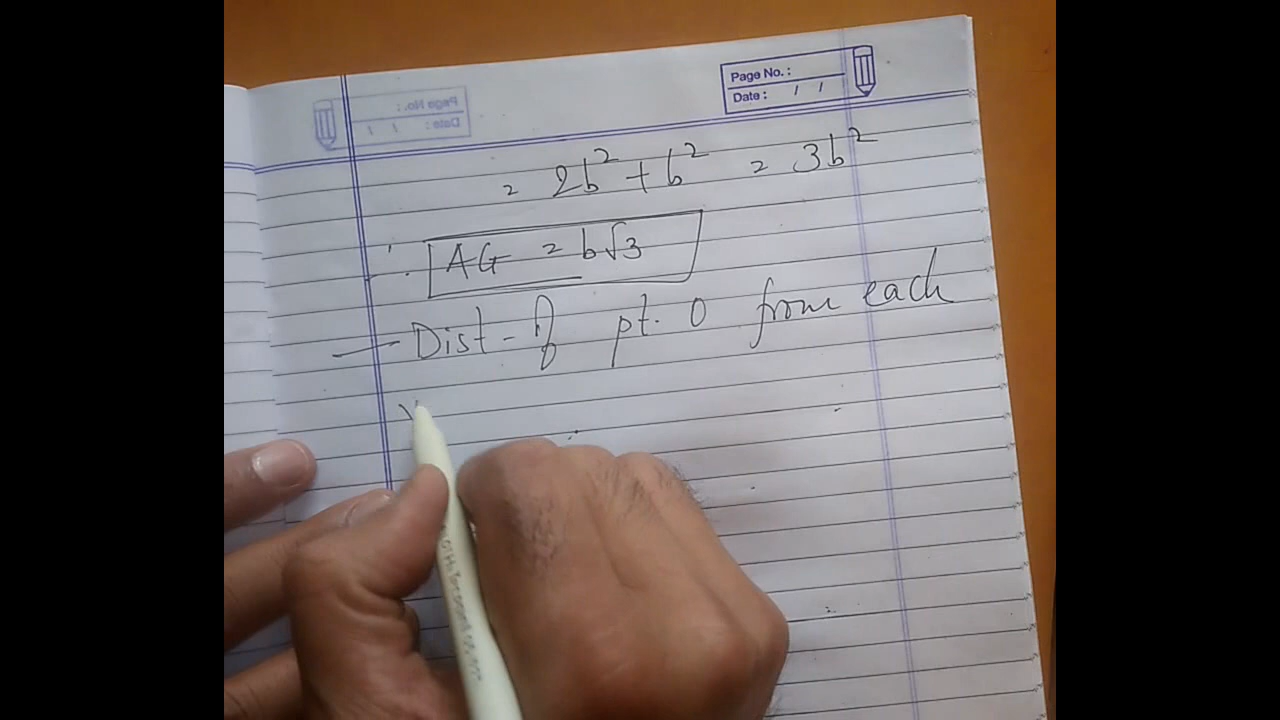 Page No. :
Date : / /
= 2b² + b² = 3b²
∴ AG = b√3
— Dist. of pt. O from each